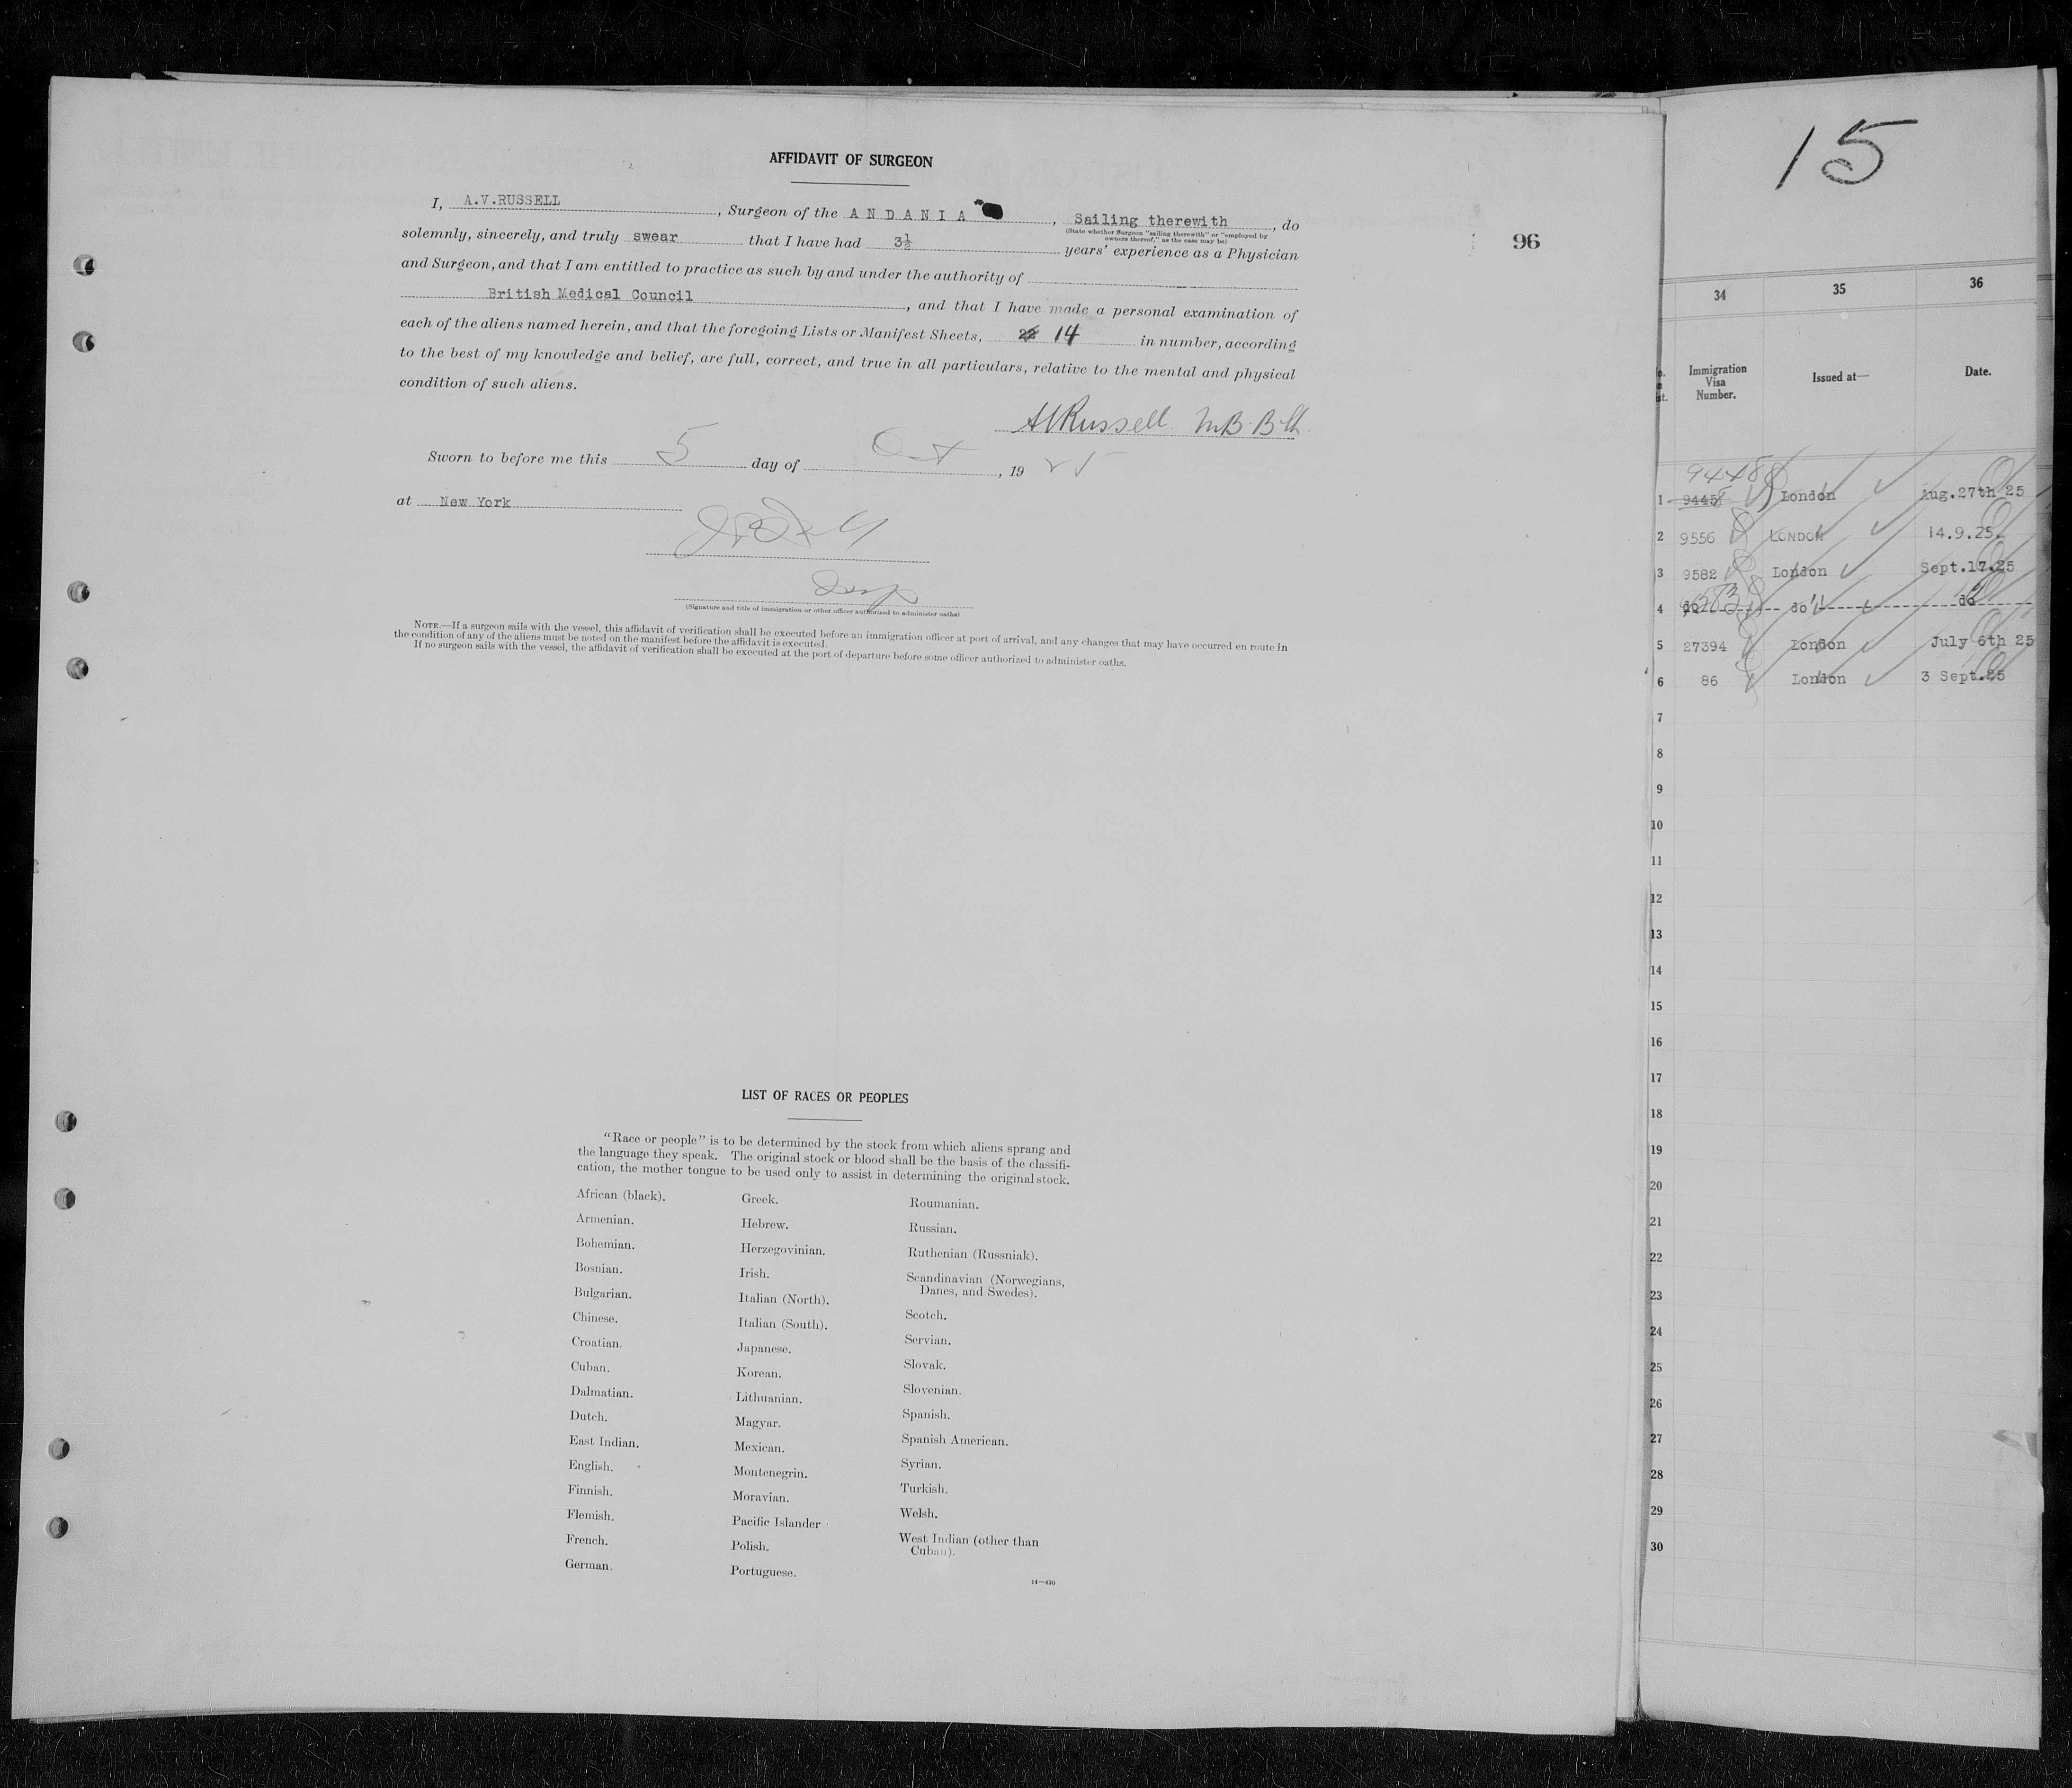 AFFIDAVIT OF SURGEON
I, A.V.RUSSELL, Surgeon of the ANDANIA, Sailing therewith, do
(State whether Surgeon "sailing therewith" or "employed by
owners thereof," as the case may be)
solemnly, sincerely, and truly swear that I have had 3½ years' experience as a Physician
and Surgeon, and that I am entitled to practice as such by and under the authority of
British Medical Council, and that I have made a personal examination of
each of the aliens named herein, and that the foregoing Lists or Manifest Sheets, 14 in number, according
to the best of my knowledge and belief, are full, correct, and true in all particulars, relative to the mental and physical
condition of such aliens.
AVRussell M.B. B.Ch.
Sworn to before me this 5 day of Oct, 1925
at New York
Insp
(Signature and title of immigration or other officer authorized to administer oaths)
NOTE.—If a surgeon sails with the vessel, this affidavit of verification shall be executed before an immigration officer at port of arrival, and any changes that may have occurred en route in
the condition of any of the aliens must be noted on the manifest before the affidavit is executed.
If no surgeon sails with the vessel, the affidavit of verification shall be executed at the port of departure before some officer authorized to administer oaths.
96
LIST OF RACES OR PEOPLES
"Race or people" is to be determined by the stock from which aliens sprang and
the language they speak. The original stock or blood shall be the basis of the classifi-
cation, the mother tongue to be used only to assist in determining the original stock.
African (black).
Armenian.
Bohemian.
Bosnian.
Bulgarian.
Chinese.
Croatian.
Cuban.
Dalmatian.
Dutch.
East Indian.
English.
Finnish.
Flemish.
French.
German.
Greek.
Hebrew.
Herzegovinian.
Irish.
Italian (North).
Italian (South).
Japanese.
Korean.
Lithuanian.
Magyar.
Mexican.
Montenegrin.
Moravian.
Pacific Islander
Polish.
Portuguese.
Roumanian.
Russian.
Ruthenian (Russniak).
Scandinavian (Norwegians,
Danes, and Swedes).
Scotch.
Servian.
Slovak.
Slovenian.
Spanish.
Spanish American.
Syrian.
Turkish.
Welsh.
West Indian (other than
Cuban).
14—430
15
34 35 36
Immigration
Visa
Number.
Issued at—
Date.
1 9445 London Aug.27th 25
2 9556 LONDON 14.9.25.
3 9582 London Sept.17.25
4 do do do
5 27394 London July 6th 25
6 86 London 3 Sept.25
7
8
9
10
11
12
13
14
15
16
17
18
19
20
21
22
23
24
25
26
27
28
29
30